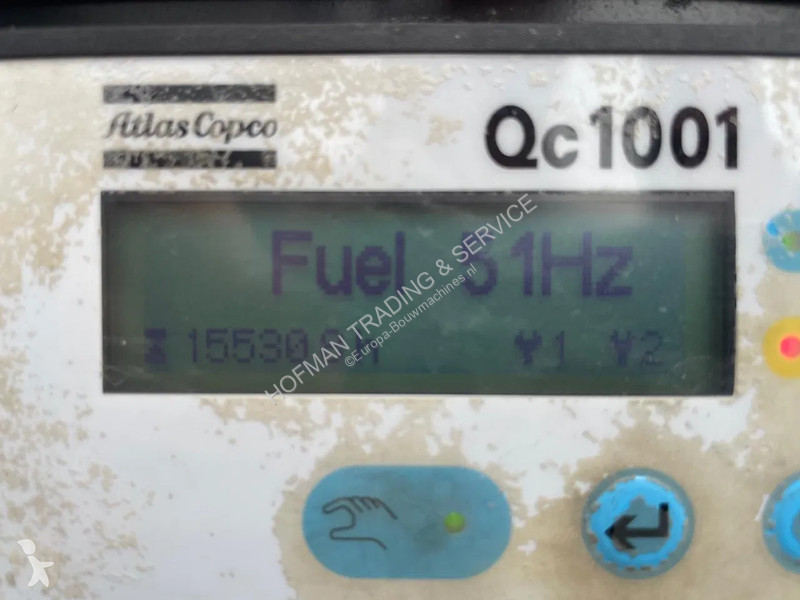 Atlas Copco
Qc1001
Fuel 51Hz
15530 H 1 2
HOFMAN TRADING & SERVICE
©Europa-Bouwmachines.nl